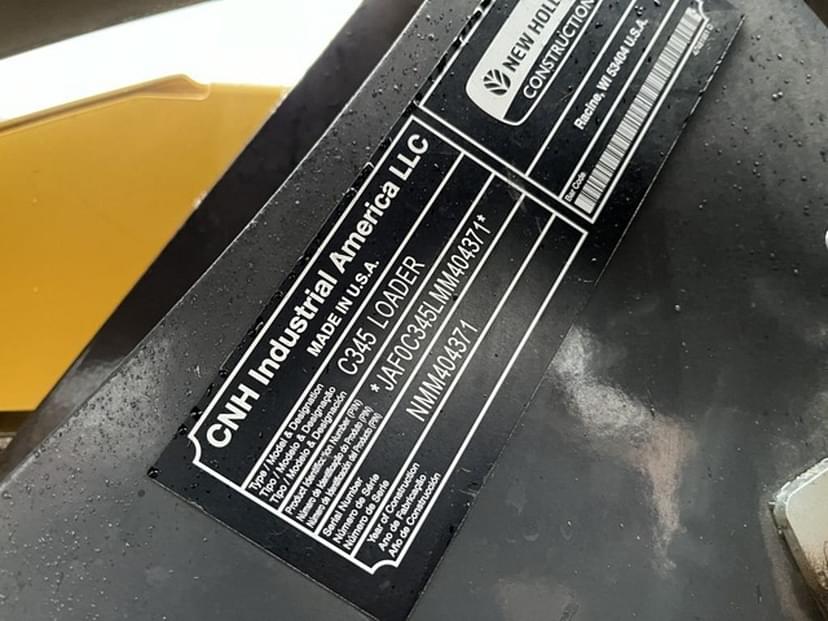 CNH Industrial America LLC
MADE IN U.S.A.
Type / Model & Designation
Tipo / Modelo & Designação
Tipo / Modelo & Designación
C345 LOADER
Product Identification Number (PIN)
Número de Identificação do Produto (PIN)
Número de Identificación del Producto (PIN)
*JAF0C345LMM404371*
Serial Number
Número de Série
Número de Serie
NMM404371
Year of Construction
Ano de Fabricação
Año de Construcción
NEW
CONSTRUCTION
Racine, WI 53404 U.S.A.
Bar Code